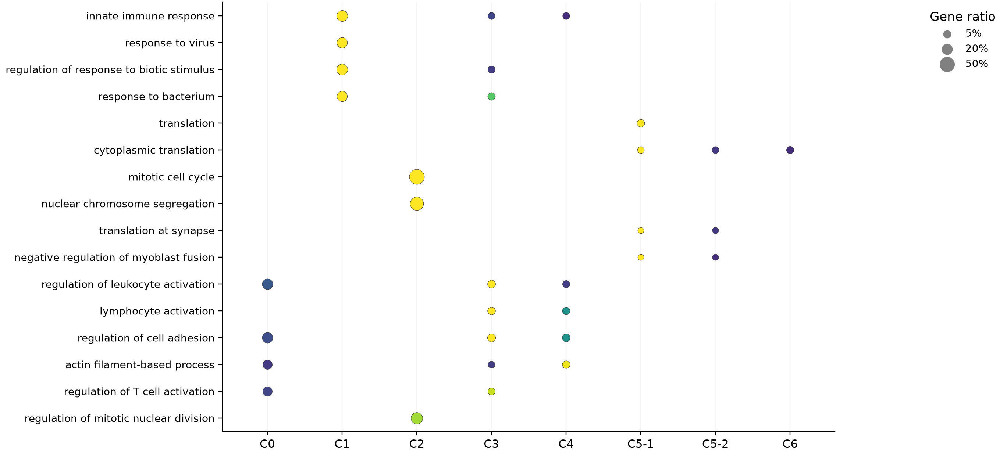 innate immune response
response to virus
regulation of response to biotic stimulus
response to bacterium
translation
cytoplasmic translation
mitotic cell cycle
nuclear chromosome segregation
translation at synapse
negative regulation of myoblast fusion
regulation of leukocyte activation
lymphocyte activation
regulation of cell adhesion
actin filament-based process
regulation of T cell activation
regulation of mitotic nuclear division
C0 C1 C2 C3 C4 C5-1 C5-2 C6
Gene ratio
5%
20%
50%